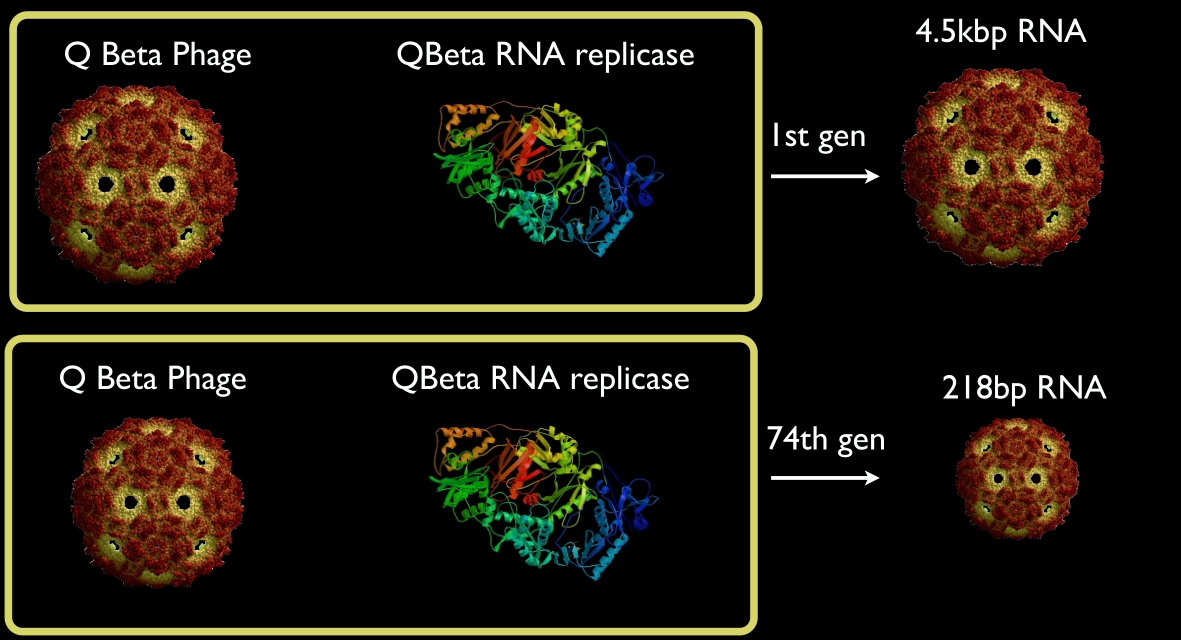 Q Beta Phage
QBeta RNA replicase
1st gen
4.5kbp RNA
Q Beta Phage
QBeta RNA replicase
74th gen
218bp RNA